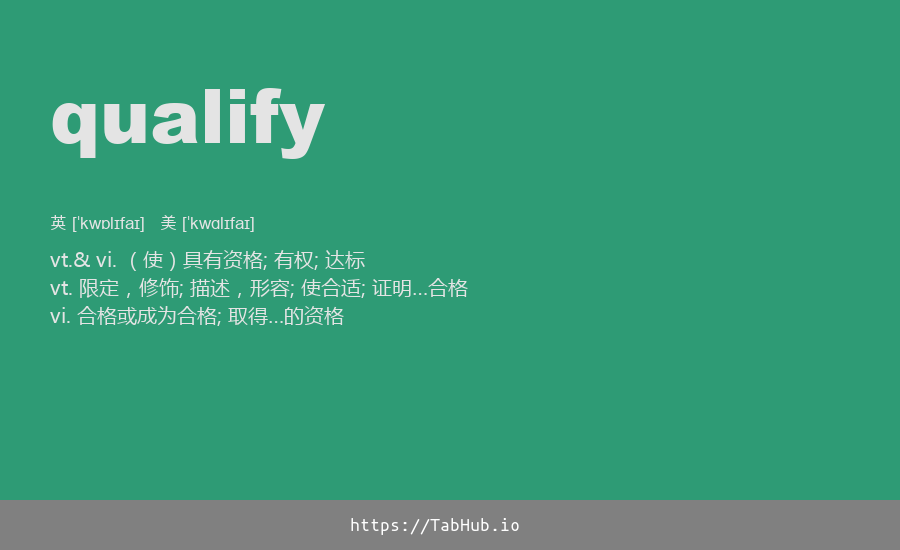 qualify
英 [ˈkwɒlɪfaɪ] 美 [ˈkwɑlɪfaɪ]
vt.& vi. （使）具有资格; 有权; 达标
vt. 限定，修饰; 描述，形容; 使合适; 证明…合格
vi. 合格或成为合格; 取得…的资格
https://TabHub.io